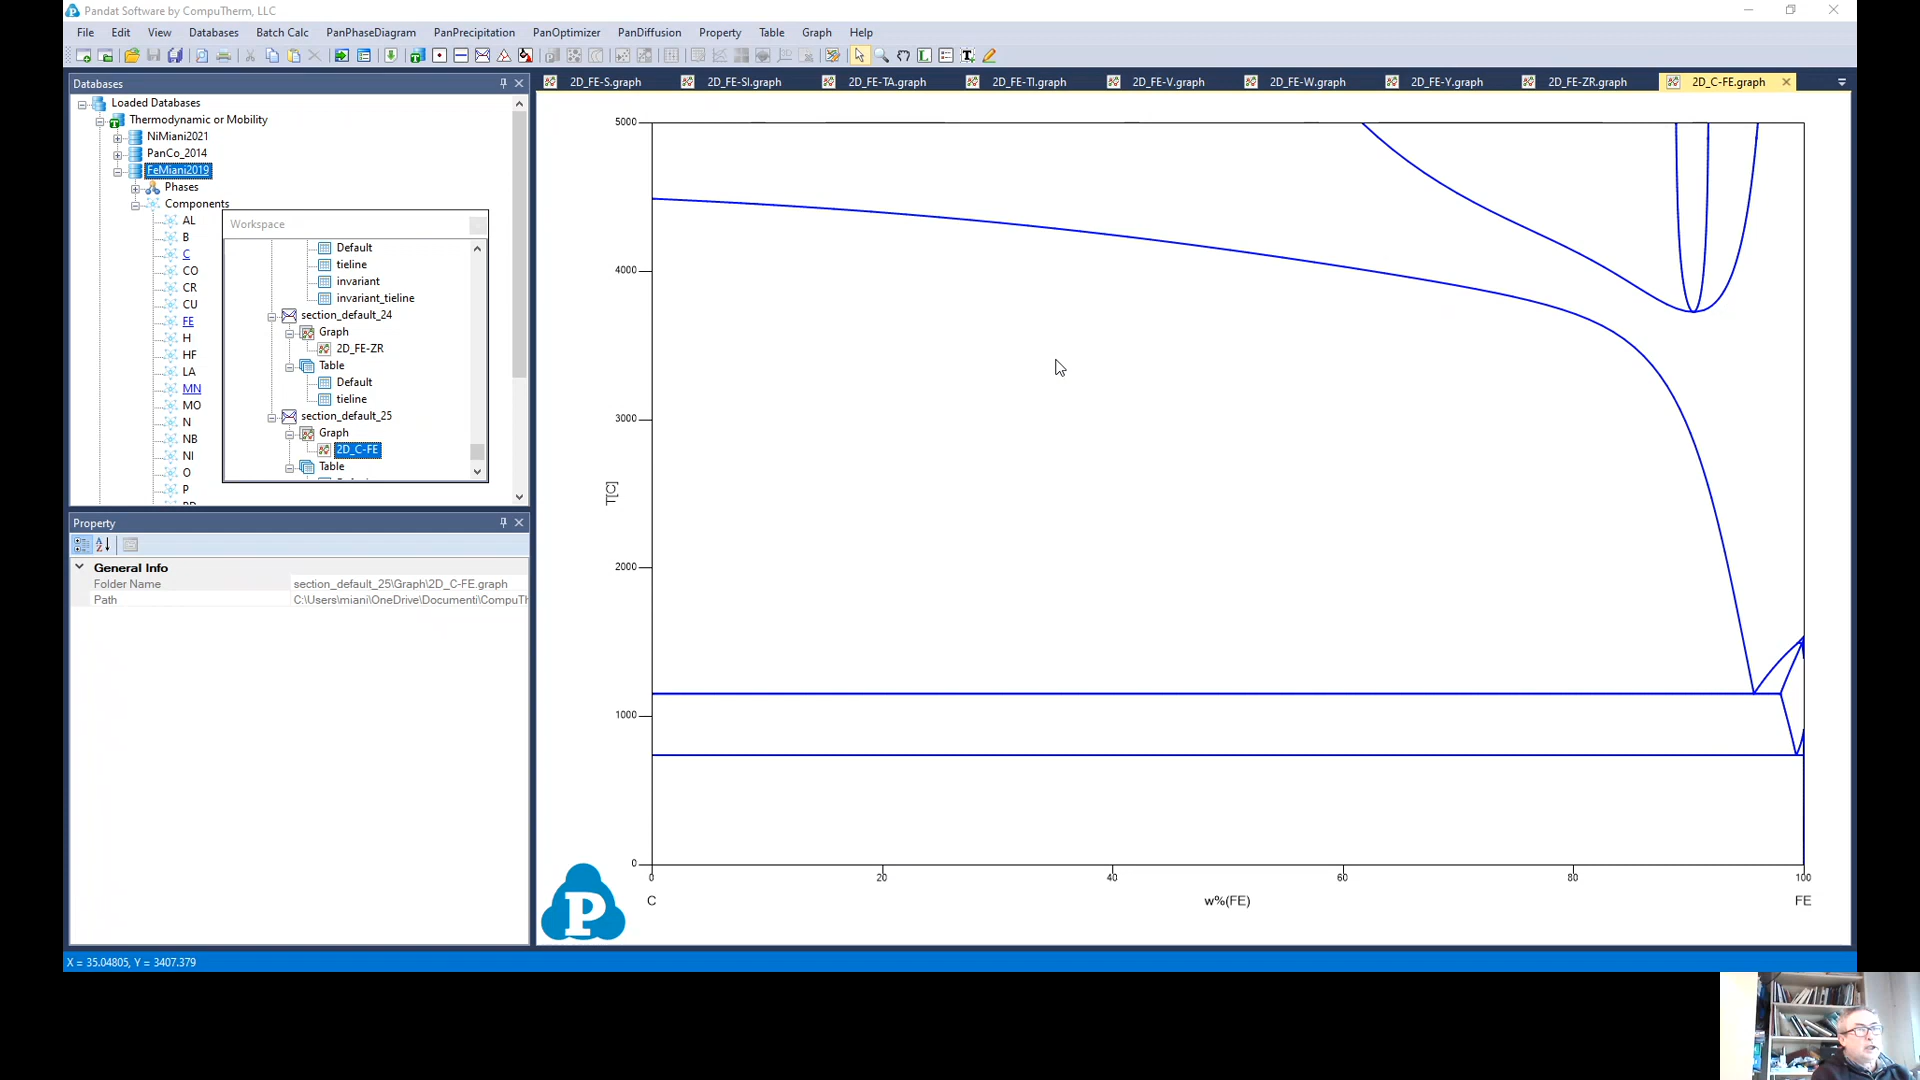 Pandat Software by CompuTherm, LLC
File Edit View Databases Batch Calc PanPhaseDiagram PanPrecipitation PanOptimizer PanDiffusion Property Table Graph Help
Databases
2D_FE-S.graph 2D_FE-SI.graph 2D_FE-TA.graph 2D_FE-TI.graph 2D_FE-V.graph 2D_FE-W.graph 2D_FE-Y.graph 2D_FE-ZR.graph 2D_C-FE.graph
Loaded Databases
Thermodynamic or Mobility
NiMiani2021
PanCo_2014
FeMiani2019
Phases
Components
AL
B
C
CO
CR
CU
FE
H
HF
LA
MN
MO
N
NB
NI
O
P
Workspace
Default
tieline
invariant
invariant_tieline
section_default_24
Graph
2D_FE-ZR
Table
Default
tieline
section_default_25
Graph
2D_C-FE
Table
Property
General Info
Folder Name section_default_25\Graph\2D_C-FE.graph
Path C:\Users\miani\OneDrive\Documenti\CompuTh
5000
4000
3000
T[C]
2000
1000
0
0 20 40 60 80 100
C w%(FE) FE
P
X = 35.04805, Y = 3407.379